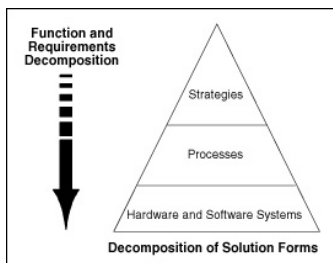 Function and
Requirements
Decomposition
Strategies
Processes
Hardware and Software Systems
Decomposition of Solution Forms